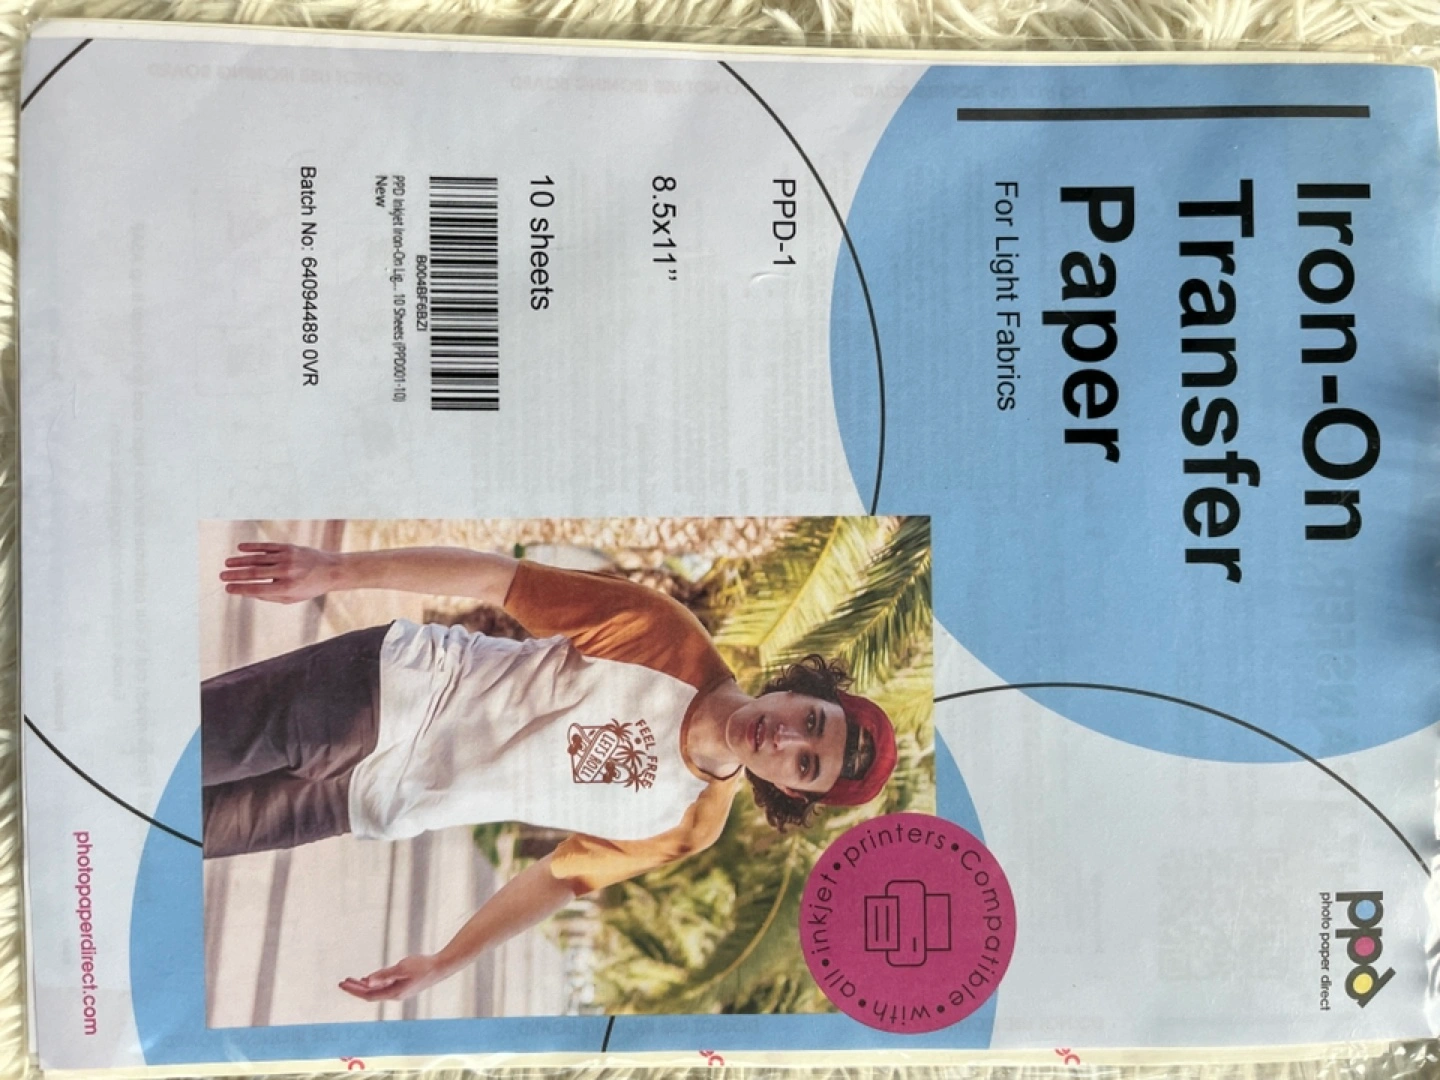 Iron-On
Transfer
Paper
For Light Fabrics
ppd
photo paper direct
PPD-1
8.5x11”
10 sheets
B004BF6BZI
PPD Inkjet Iron-On Lig... 10 Sheets (PPD001-10)
New
Batch No: 64094489 0VR
FEEL FREE
LET'S ROLL
Compatible • with • all • inkjet • printers •
photopaperdirect.com